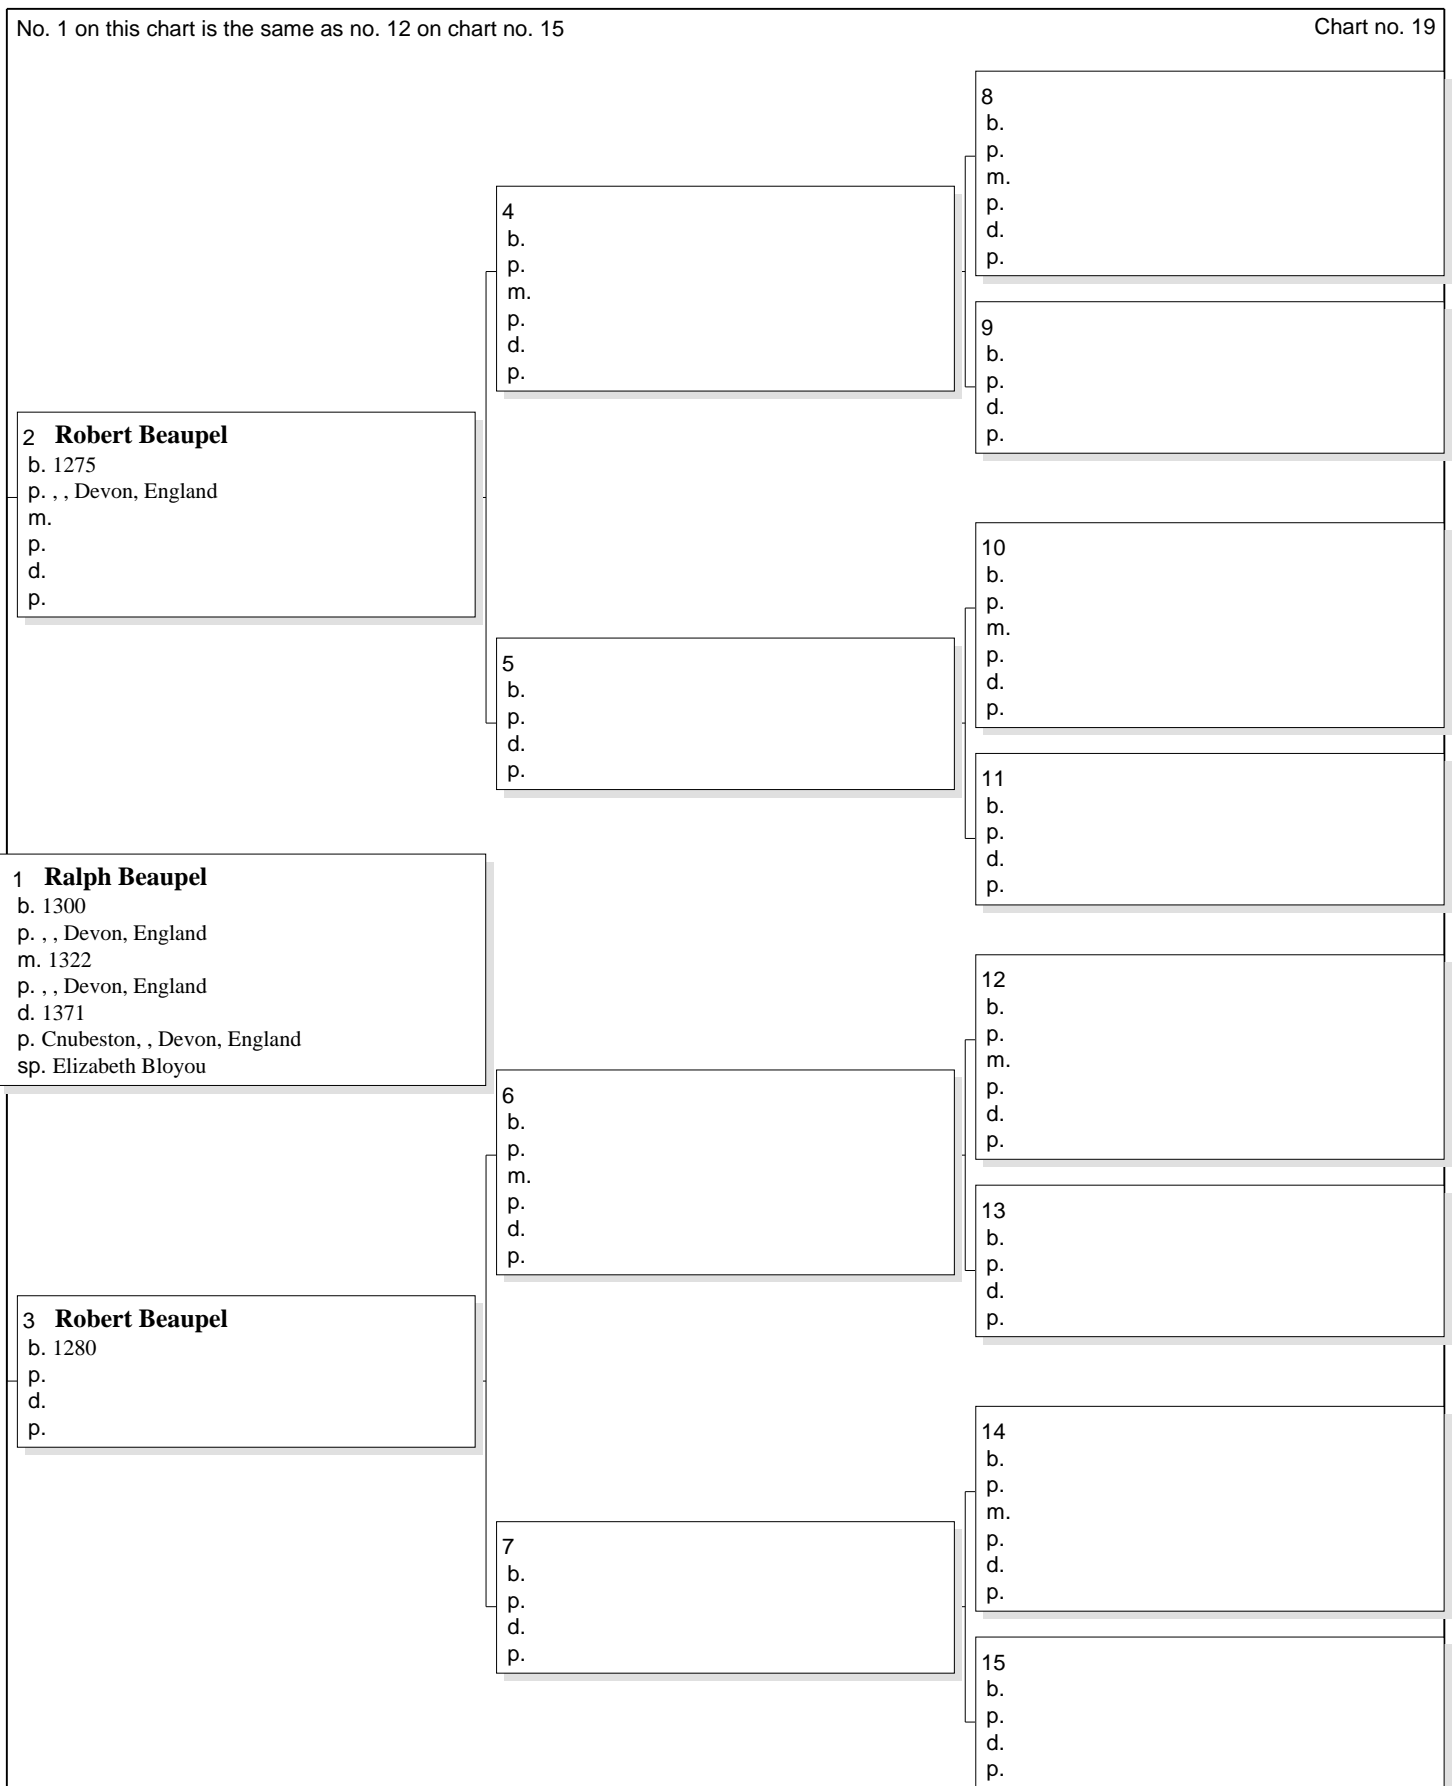 No. 1 on this chart is the same as no. 12 on chart no. 15
Chart no. 19
8
b.
p.
m.
p.
d.
p.
4
b.
p.
m.
p.
d.
p.
9
b.
p.
d.
p.
2 Robert Beaupel
b. 1275
p. , , Devon, England
m.
p.
d.
p.
10
b.
p.
m.
p.
d.
p.
5
b.
p.
d.
p.
11
b.
p.
d.
p.
1 Ralph Beaupel
b. 1300
p. , , Devon, England
m. 1322
p. , , Devon, England
d. 1371
p. Cnubeston, , Devon, England
sp. Elizabeth Bloyou
12
b.
p.
m.
p.
d.
p.
6
b.
p.
m.
p.
d.
p.
13
b.
p.
d.
p.
3 Robert Beaupel
b. 1280
p.
d.
p.
14
b.
p.
m.
p.
d.
p.
7
b.
p.
d.
p.
15
b.
p.
d.
p.